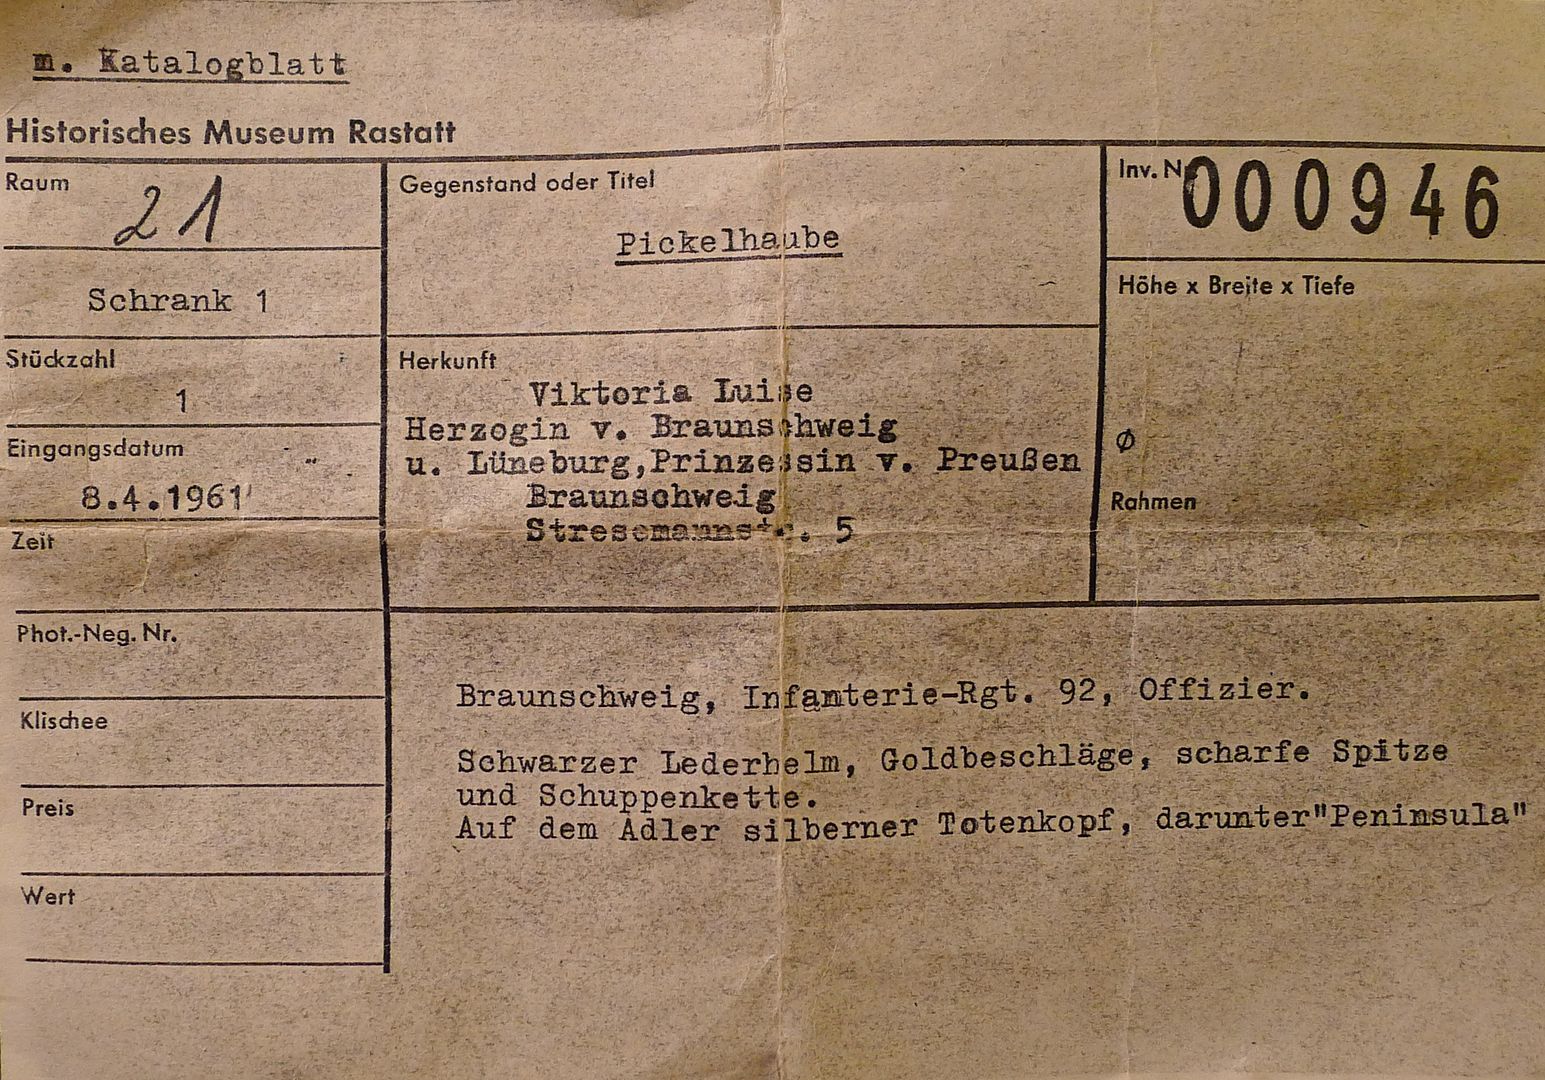 m. Katalogblatt
Historisches Museum Rastatt
Raum
21
Schrank 1
Stückzahl
1
Eingangsdatum
8.4.1961
Zeit
Phot.-Neg. Nr.
Klischee
Preis
Wert
Gegenstand oder Titel
Pickelhaube
Herkunft
Viktoria Luise
Herzogin v. Braunschweig
u. Lüneburg,Prinzessin v. Preußen
Braunschweig
Stresemannstr. 5
Inv. N
000946
Höhe x Breite x Tiefe
Ø
Rahmen
Braunschweig, Infanterie-Rgt. 92, Offizier.
Schwarzer Lederhelm, Goldbeschläge, scharfe Spitze
und Schuppenkette.
Auf dem Adler silberner Totenkopf, darunter"Peninsula"